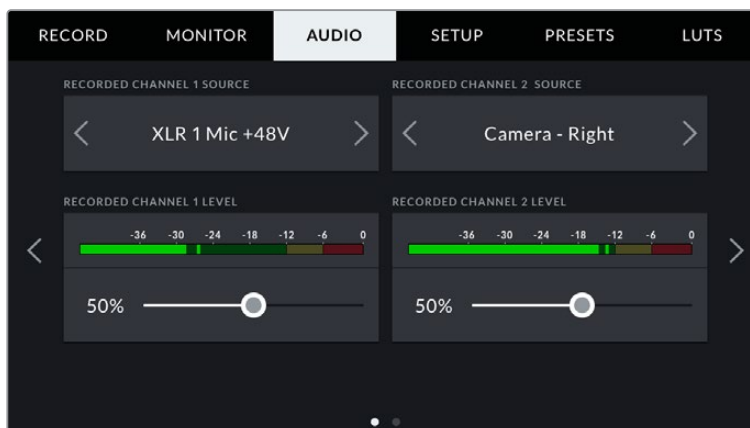 RECORD MONITOR AUDIO SETUP PRESETS LUTS
RECORDED CHANNEL 1 SOURCE RECORDED CHANNEL 2 SOURCE
XLR 1 Mic +48V Camera - Right
RECORDED CHANNEL 1 LEVEL RECORDED CHANNEL 2 LEVEL
-36 -30 -24 -18 -12 -6 0 -36 -30 -24 -18 -12 -6 0
50% 50%